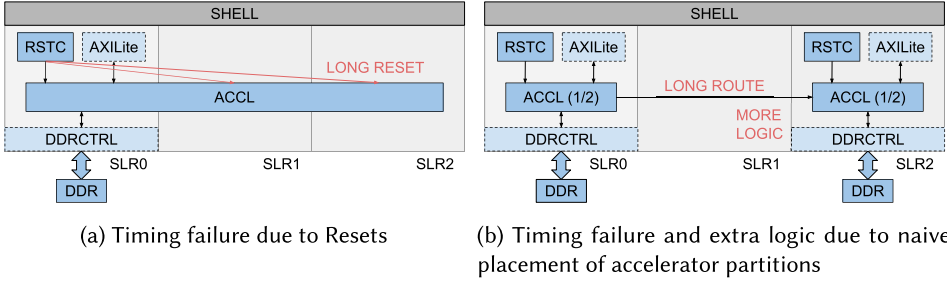 SHELL
RSTC
AXILite
LONG RESET
ACCL
DDRCTRL
SLR0
SLR1
SLR2
DDR
(a) Timing failure due to Resets
SHELL
RSTC
AXILite
RSTC
AXILite
LONG ROUTE
ACCL (1/2)
ACCL (1/2)
MORE
LOGIC
DDRCTRL
DDRCTRL
SLR0
SLR1
SLR2
DDR
DDR
(b) Timing failure and extra logic due to naive
placement of accelerator partitions